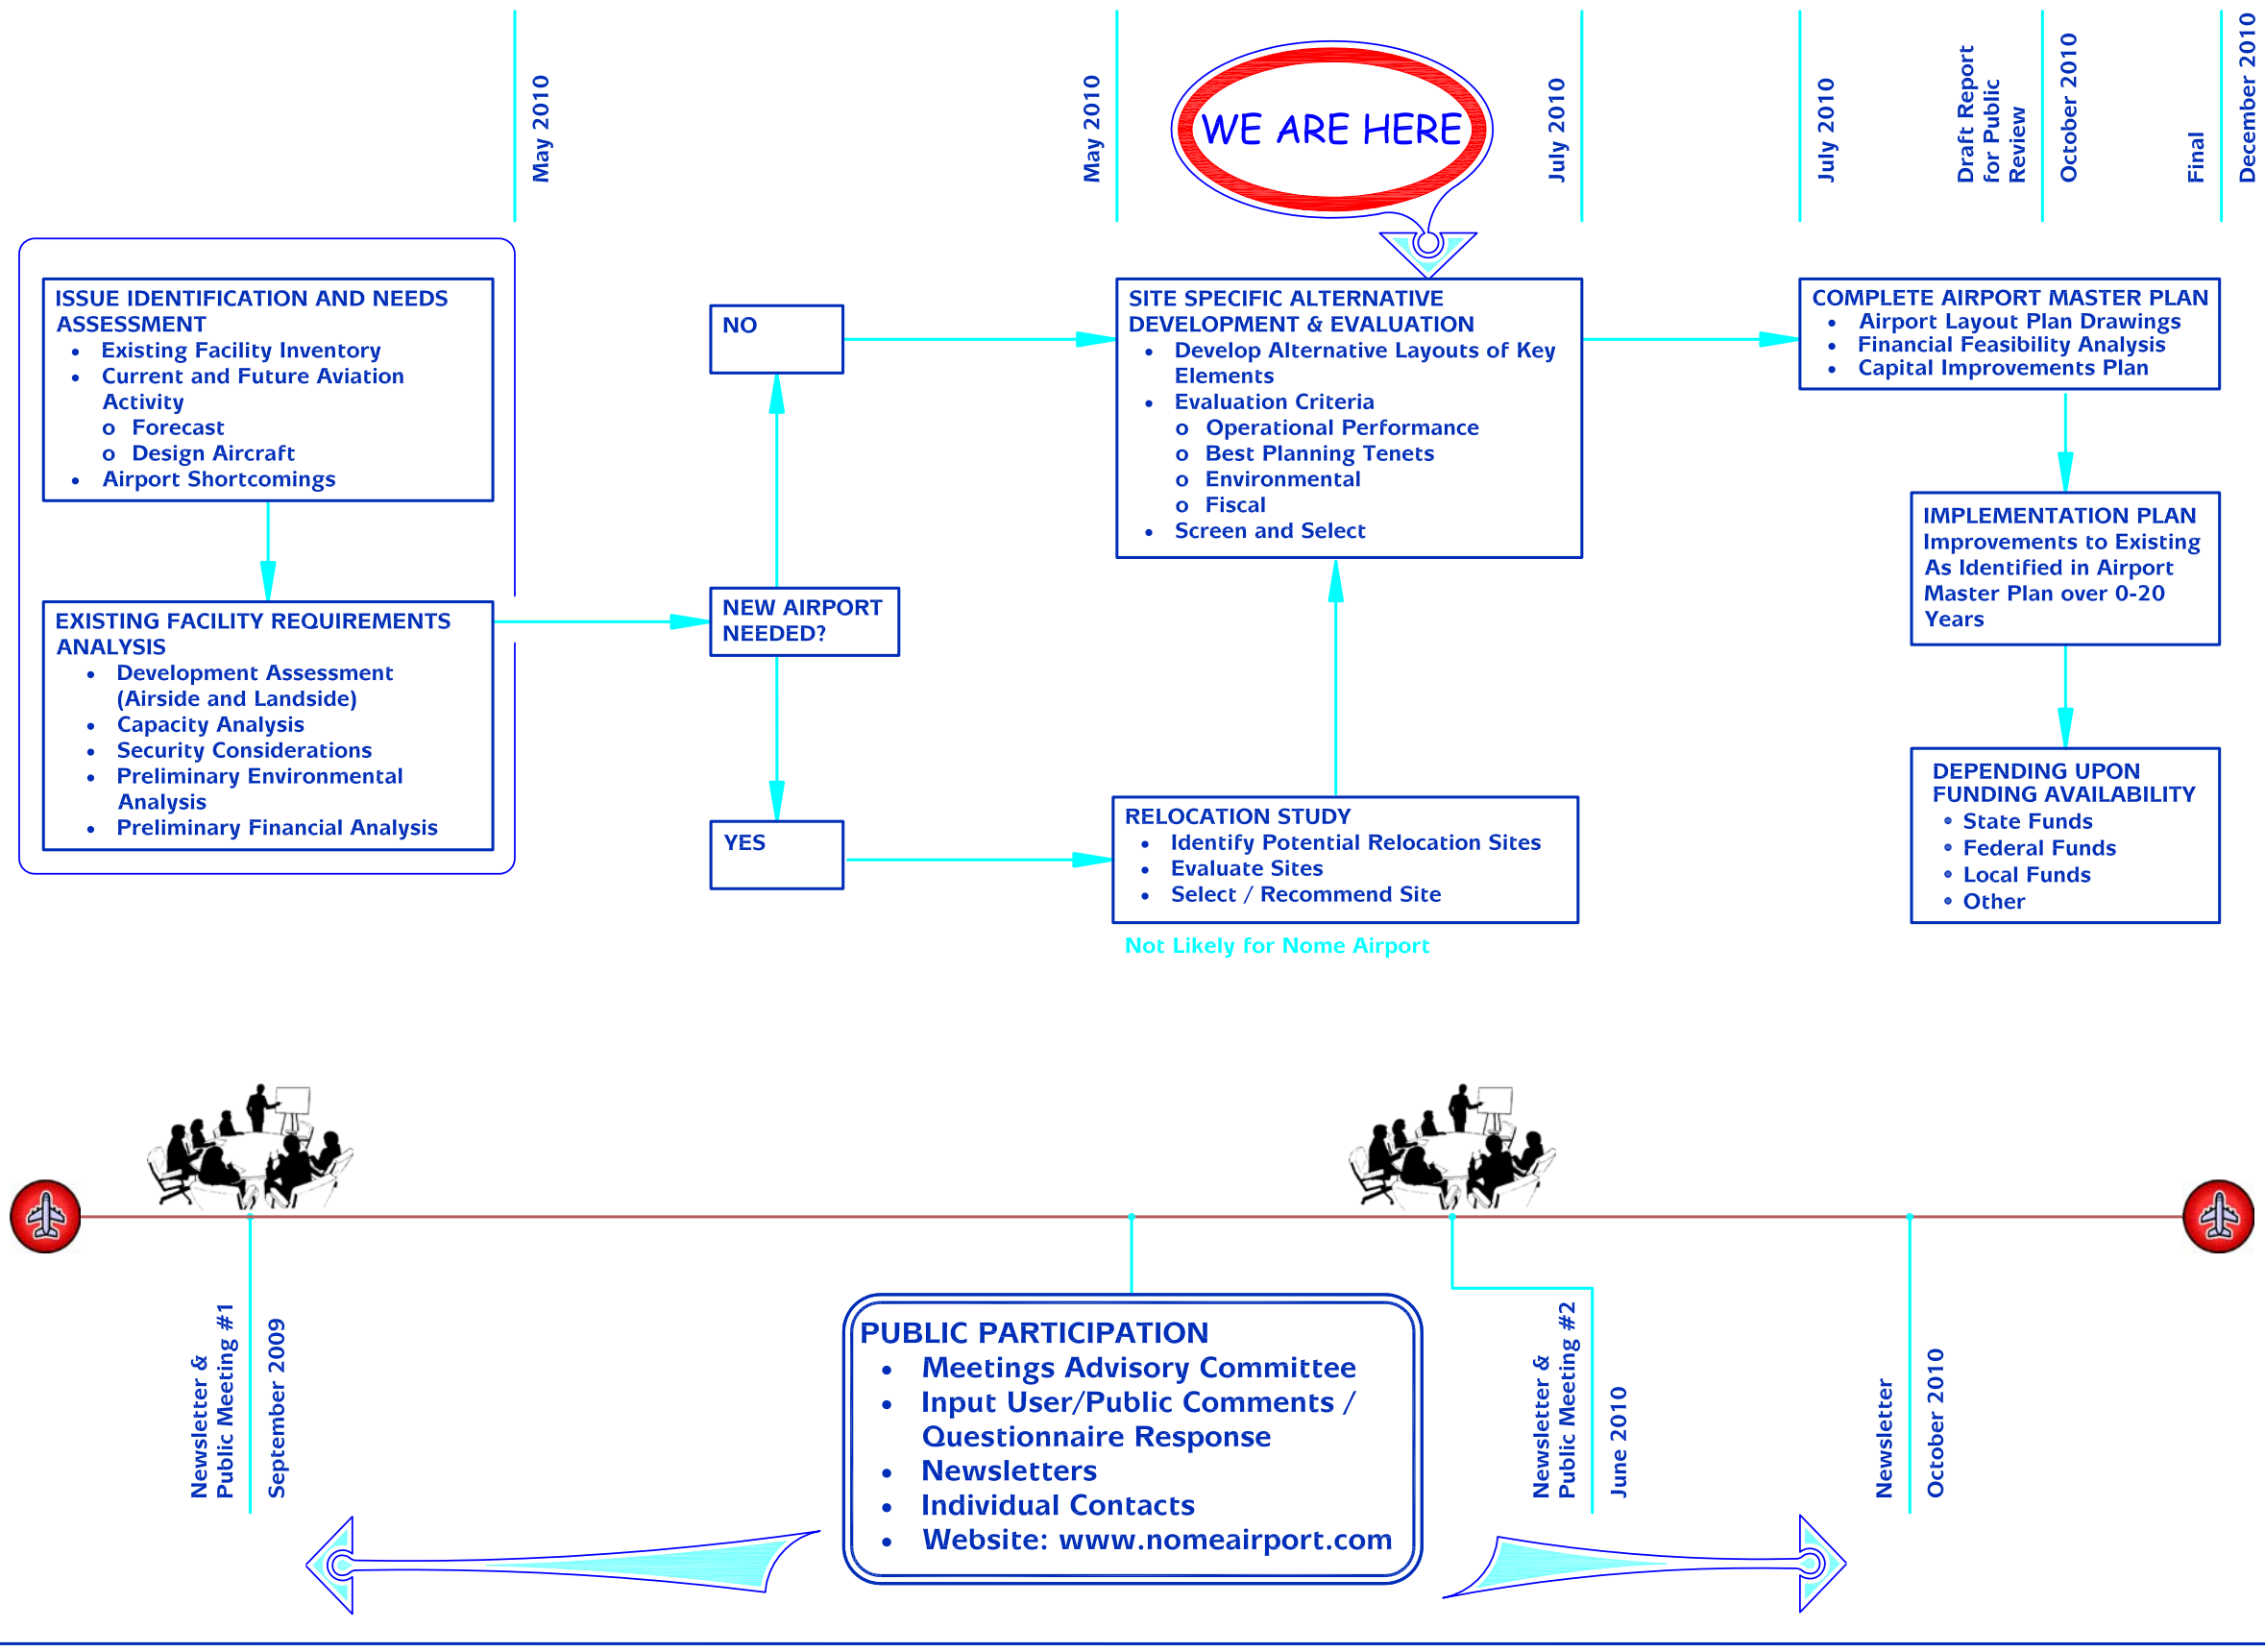 May 2010
May 2010
WE ARE HERE
July 2010
July 2010
Draft Report
for Public
Review
October 2010
Final
December 2010
ISSUE IDENTIFICATION AND NEEDS
ASSESSMENT
• Existing Facility Inventory
• Current and Future Aviation
Activity
o Forecast
o Design Aircraft
• Airport Shortcomings
EXISTING FACILITY REQUIREMENTS
ANALYSIS
• Development Assessment
(Airside and Landside)
• Capacity Analysis
• Security Considerations
• Preliminary Environmental
Analysis
• Preliminary Financial Analysis
NO
NEW AIRPORT
NEEDED?
YES
SITE SPECIFIC ALTERNATIVE
DEVELOPMENT & EVALUATION
• Develop Alternative Layouts of Key
Elements
• Evaluation Criteria
o Operational Performance
o Best Planning Tenets
o Environmental
o Fiscal
• Screen and Select
RELOCATION STUDY
• Identify Potential Relocation Sites
• Evaluate Sites
• Select / Recommend Site
Not Likely for Nome Airport
COMPLETE AIRPORT MASTER PLAN
• Airport Layout Plan Drawings
• Financial Feasibility Analysis
• Capital Improvements Plan
IMPLEMENTATION PLAN
Improvements to Existing
As Identified in Airport
Master Plan over 0-20
Years
DEPENDING UPON
FUNDING AVAILABILITY
• State Funds
• Federal Funds
• Local Funds
• Other
Newsletter &
Public Meeting #1
September 2009
PUBLIC PARTICIPATION
• Meetings Advisory Committee
• Input User/Public Comments /
Questionnaire Response
• Newsletters
• Individual Contacts
• Website: www.nomeairport.com
Newsletter &
Public Meeting #2
June 2010
Newsletter
October 2010